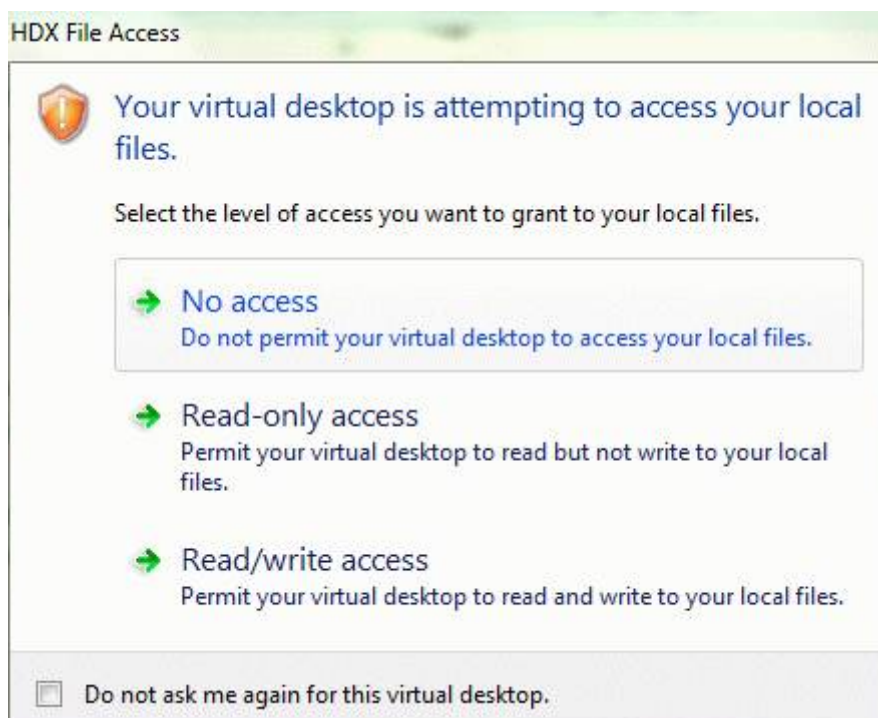 HDX File Access
Your virtual desktop is attempting to access your local
files.
Select the level of access you want to grant to your local files.
No access
Do not permit your virtual desktop to access your local files.
Read-only access
Permit your virtual desktop to read but not write to your local
files.
Read/write access
Permit your virtual desktop to read and write to your local files.
Do not ask me again for this virtual desktop.